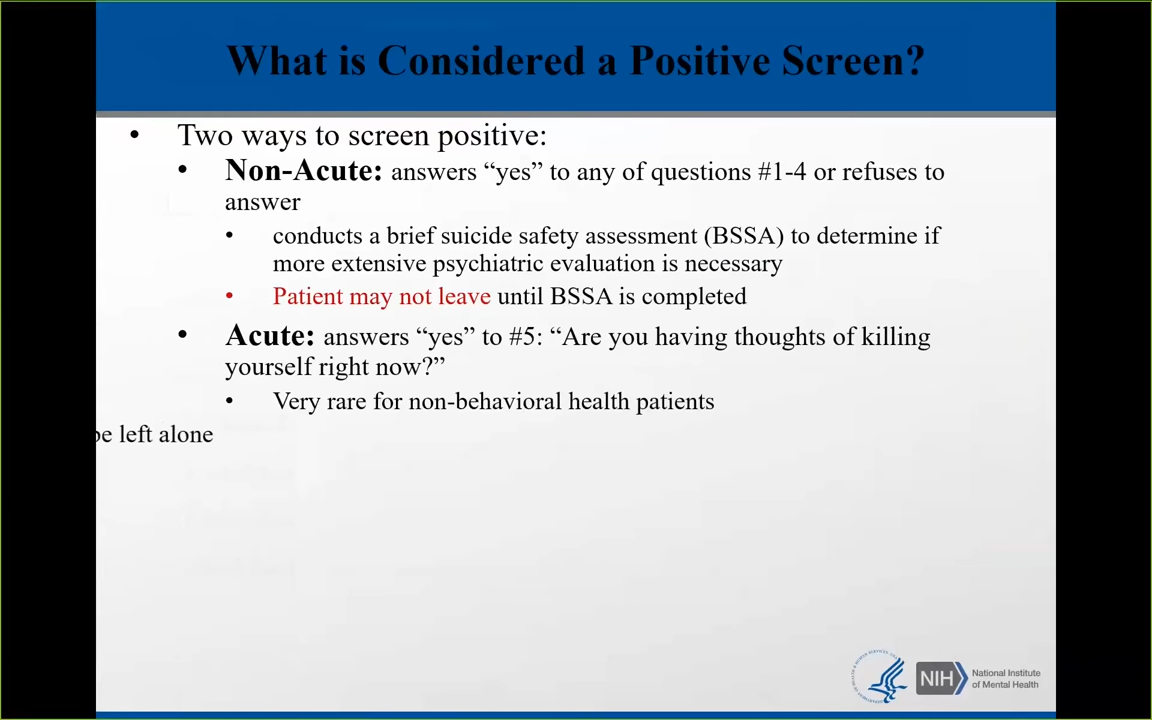 What is Considered a Positive Screen?
• Two ways to screen positive:
• Non-Acute: answers “yes” to any of questions #1-4 or refuses to
answer
• conducts a brief suicide safety assessment (BSSA) to determine if
more extensive psychiatric evaluation is necessary
• Patient may not leave until BSSA is completed
• Acute: answers “yes” to #5: “Are you having thoughts of killing
yourself right now?”
• Very rare for non-behavioral health patients
be left alone
NIH National Institute
of Mental Health